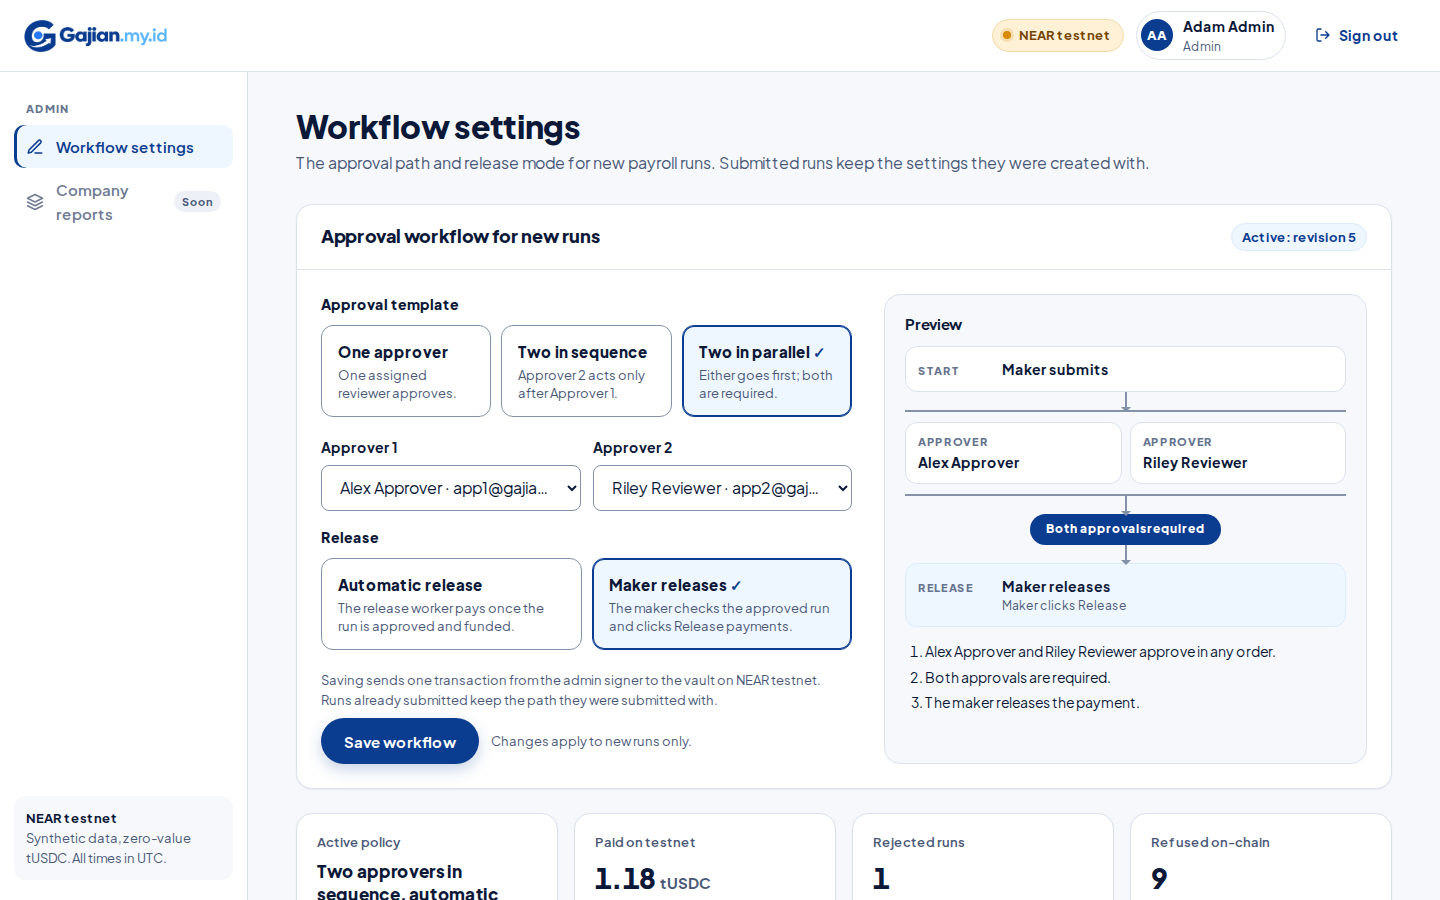 Gajian.my.id
NEAR testnet
AA
Adam Admin
Admin
Sign out
ADMIN
Workflow settings
Company reports
Soon
NEAR testnet
Synthetic data, zero-value
tUSDC. All times in UTC.
Workflow settings
The approval path and release mode for new payroll runs. Submitted runs keep the settings they were created with.
Approval workflow for new runs
Active: revision 5
Approval template
One approver
One assigned
reviewer approves.
Two in sequence
Approver 2 acts only
after Approver 1.
Two in parallel ✓
Either goes first; both
are required.
Approver 1
Alex Approver · app1@gajia...
Approver 2
Riley Reviewer · app2@gaj...
Release
Automatic release
The release worker pays once the
run is approved and funded.
Maker releases ✓
The maker checks the approved run
and clicks Release payments.
Saving sends one transaction from the admin signer to the vault on NEAR testnet.
Runs already submitted keep the path they were submitted with.
Save workflow
Changes apply to new runs only.
Preview
START
Maker submits
APPROVER
Alex Approver
APPROVER
Riley Reviewer
Both approvals required
RELEASE
Maker releases
Maker clicks Release
1. Alex Approver and Riley Reviewer approve in any order.
2. Both approvals are required.
3. The maker releases the payment.
Active policy
Two approvers in
sequence, automatic
Paid on testnet
1.18 tUSDC
Rejected runs
1
Refused on-chain
9